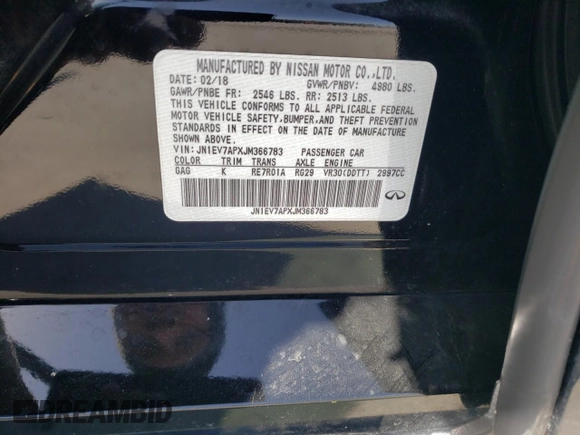 MANUFACTURED BY NISSAN MOTOR CO.,LTD.
DATE: 02/18 GVWR/PNBV: 4980 LBS.
GAWR/PNBE FR: 2546 LBS. RR: 2513 LBS.
THIS VEHICLE CONFORMS TO ALL APPLICABLE FEDERAL
MOTOR VEHICLE SAFETY,BUMPER,AND THEFT PREVENTION
STANDARDS IN EFFECT ON THE DATE OF MANUFACTURE
SHOWN ABOVE.
VIN: JN1EV7APXJM366783 PASSENGER CAR
COLOR TRIM TRANS AXLE ENGINE
GAG K RE7R01A RG29 VR30(DDTT) 2997CC
JN1EV7APXJM366783
DREAMBID